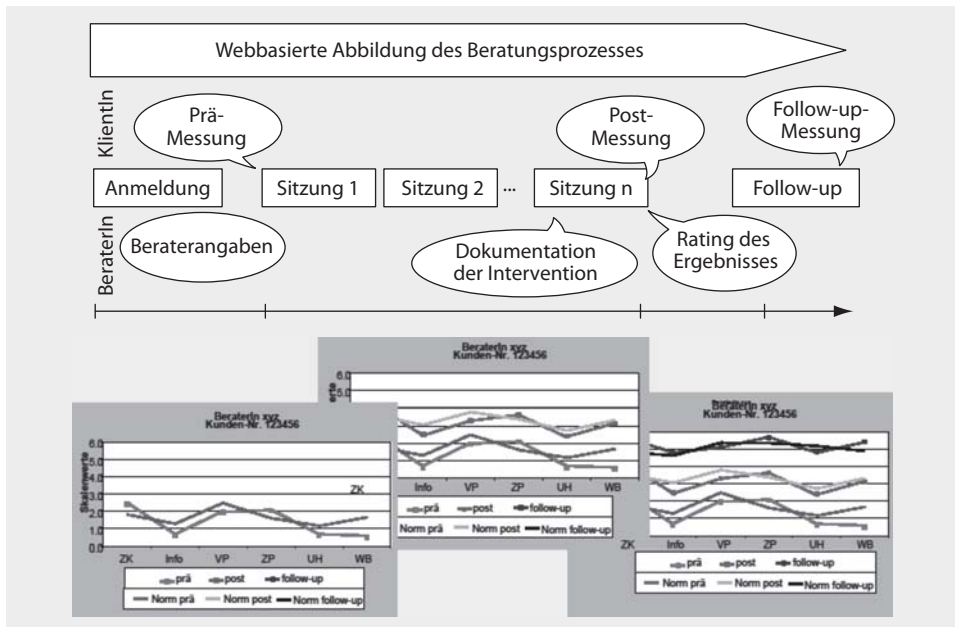 Webbasierte Abbildung des Beratungsprozesses
KlientIn
Prä-
Messung
Post-
Messung
Follow-up-
Messung
Anmeldung
Sitzung 1
Sitzung 2
...
Sitzung n
Follow-up
BeraterIn
Beraterangaben
Dokumentation
der Intervention
Rating des
Ergebnisses
BeraterIn xyz
Kunden-Nr. 123456
6.0
5.0
erte
ZK
Info VP ZP UH WB
prä post follow-up
Norm prä Norm post Norm follow-up
BeraterIn xyz
Kunden-Nr. 123456
Skalenwerte
6.0
5.0
4.0
3.0
2.0
1.0
0.0
ZK Info VP ZP UH WB
prä post follow-up
Norm prä Norm post Norm follow-up
BeraterIn xyz
Kunden-Nr. 123456
ZK Info VP ZP UH WB
prä post follow-up
Norm prä Norm post Norm follow-up